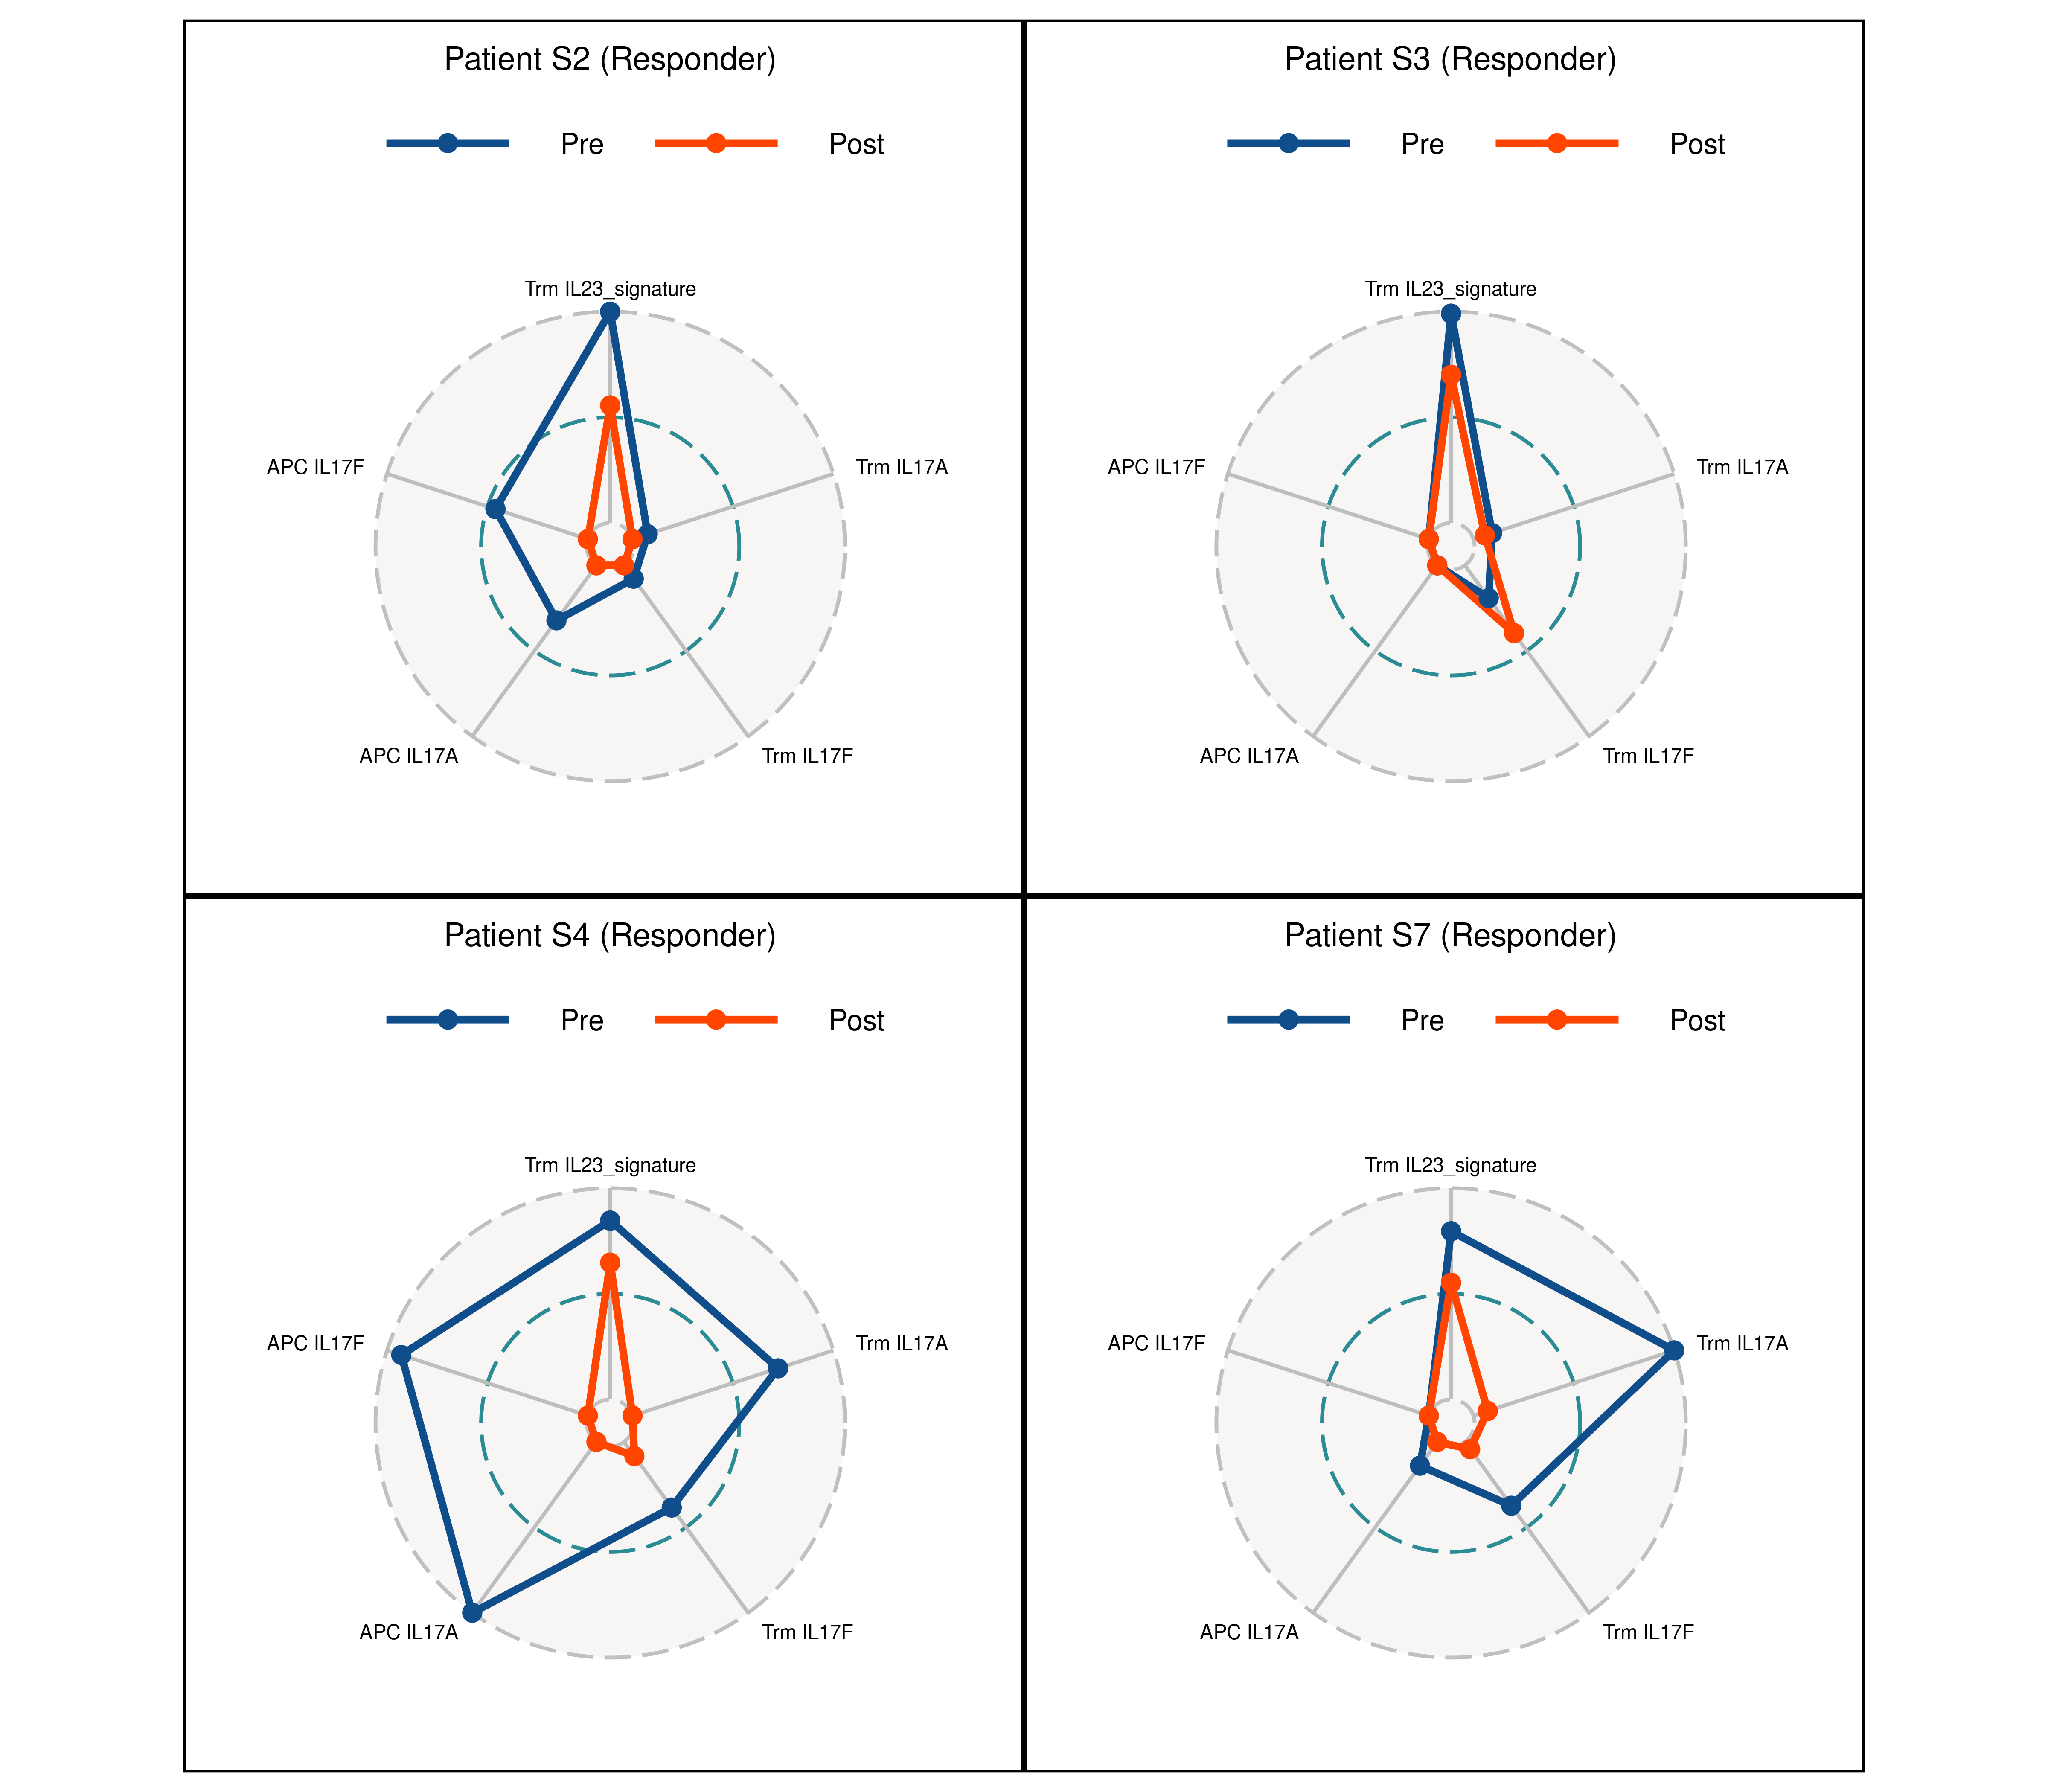 Patient S2 (Responder)
Pre Post
Trm IL23_signature
APC IL17F
Trm IL17A
APC IL17A
Trm IL17F
Patient S3 (Responder)
Pre Post
Trm IL23_signature
APC IL17F
Trm IL17A
APC IL17A
Trm IL17F
Patient S4 (Responder)
Pre Post
Trm IL23_signature
APC IL17F
Trm IL17A
APC IL17A
Trm IL17F
Patient S7 (Responder)
Pre Post
Trm IL23_signature
APC IL17F
Trm IL17A
APC IL17A
Trm IL17F